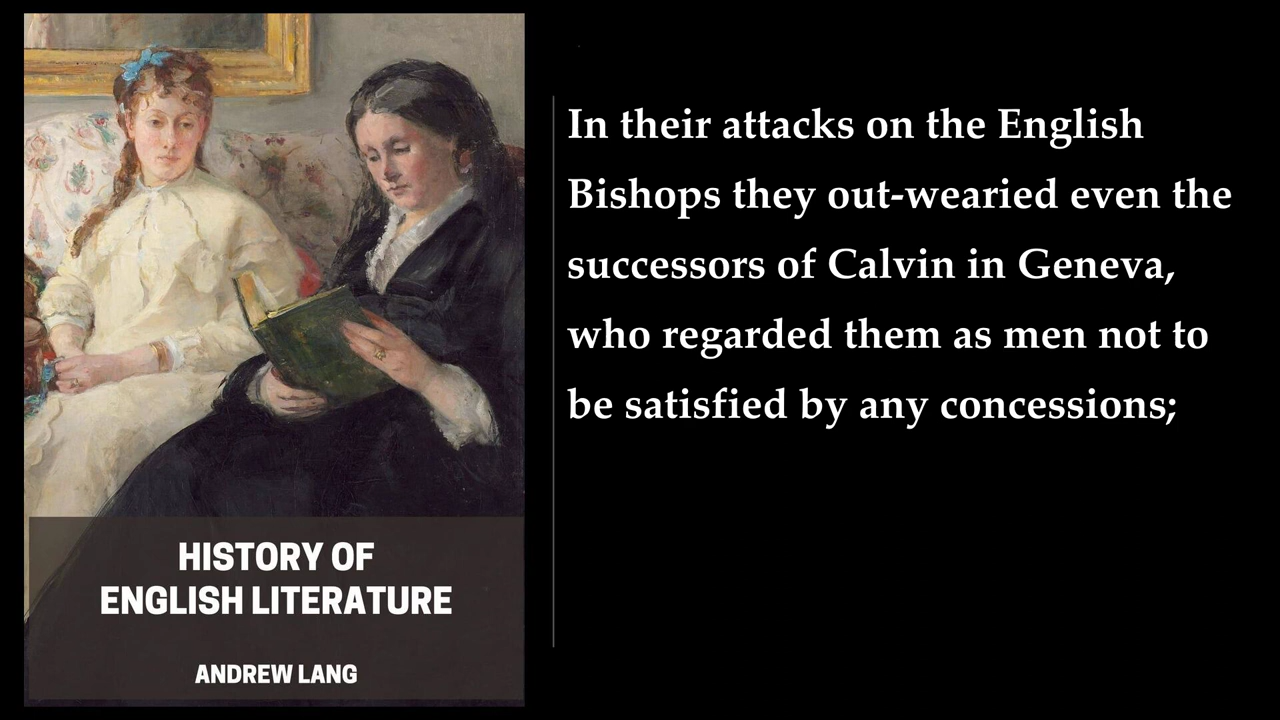 HISTORY OF
ENGLISH LITERATURE
ANDREW LANG
In their attacks on the English
Bishops they out-wearied even the
successors of Calvin in Geneva,
who regarded them as men not to
be satisfied by any concessions;